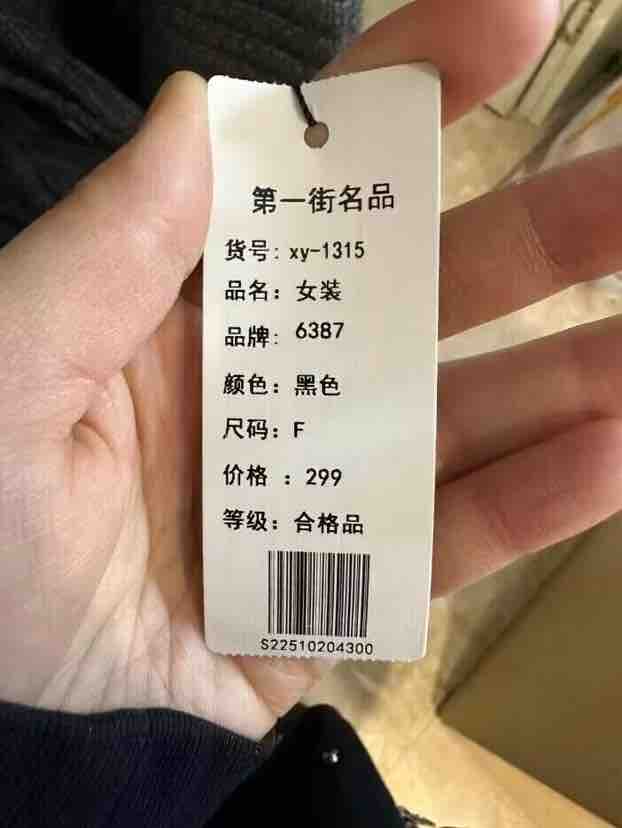 第一街名品
货号: xy-1315
品名: 女装
品牌: 6387
颜色: 黑色
尺码: F
价格 : 299
等级: 合格品
S22510204300